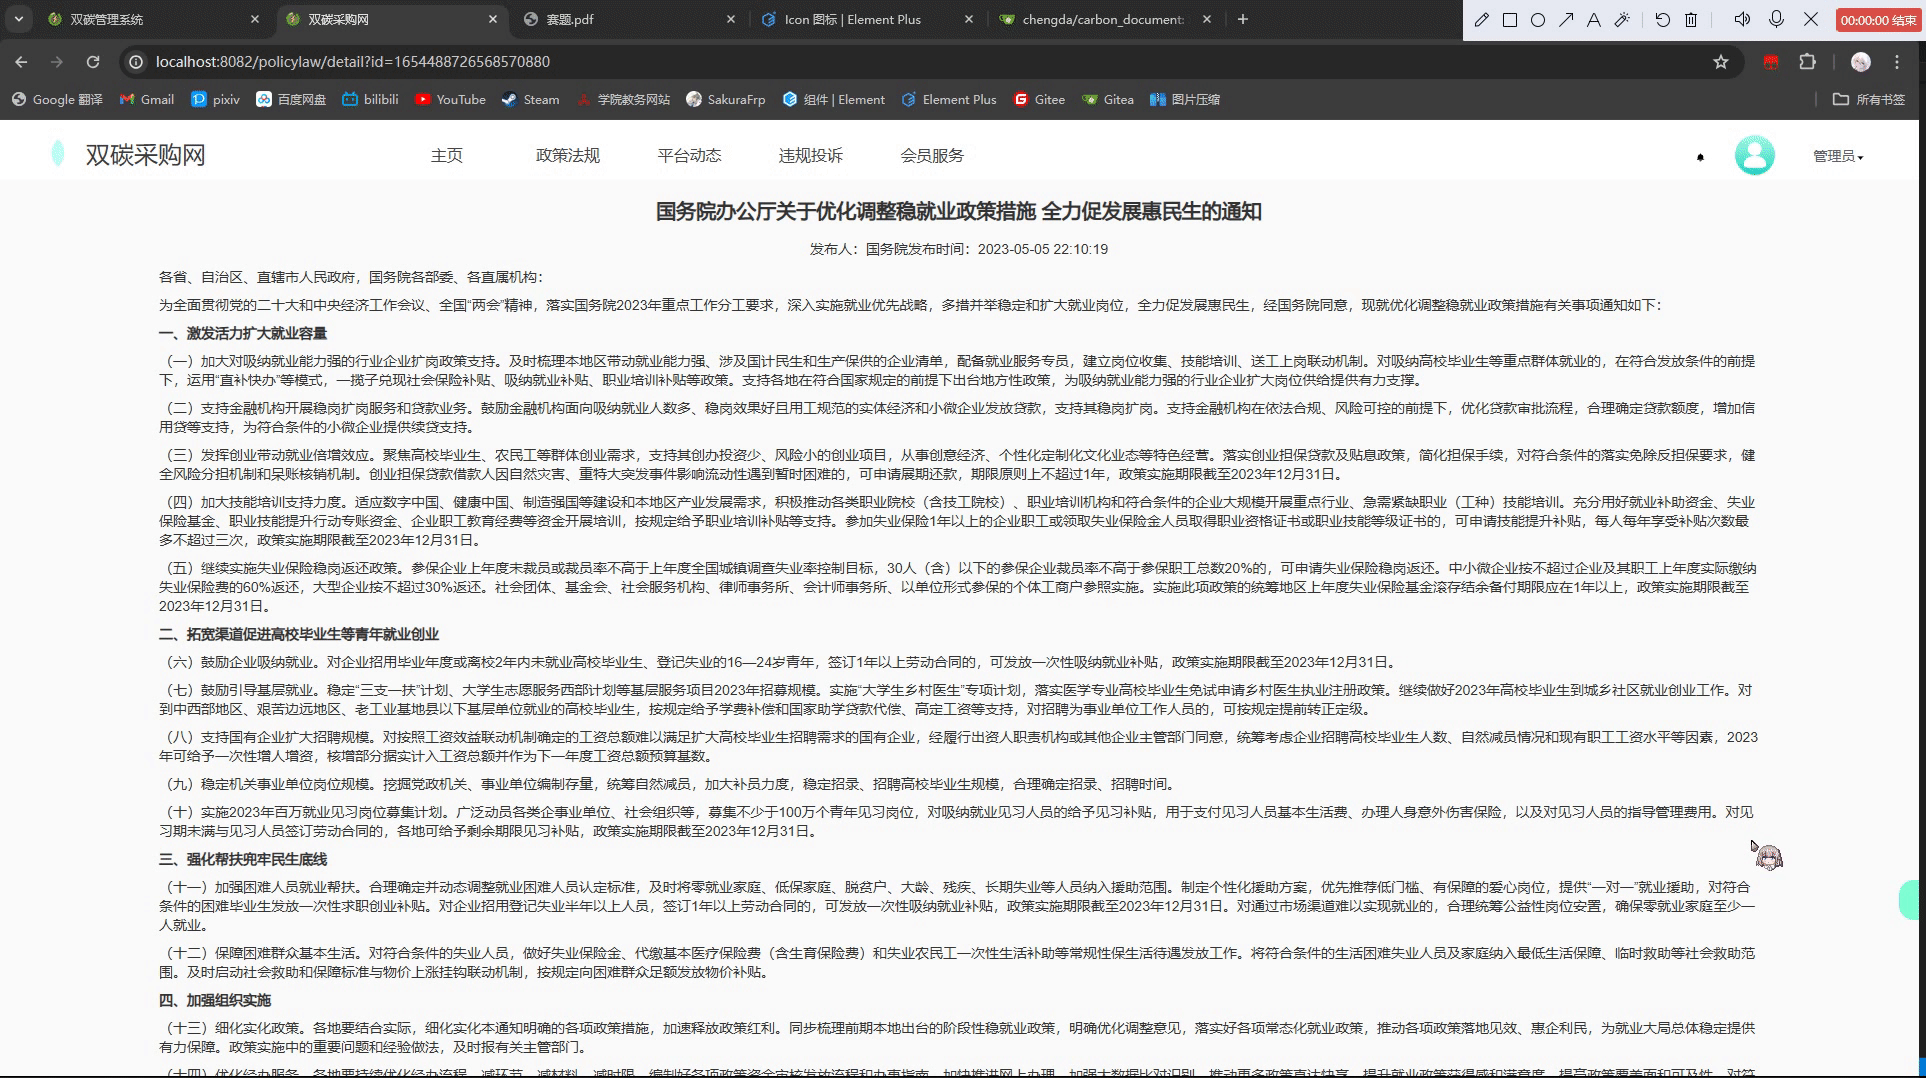 双碳管理系统
双碳采购网
赛题.pdf
Icon 图标 | Element Plus
chengda/carbon_document:
00:00:00 结束
localhost:8082/policylaw/detail?id=1654488726568570880
Google 翻译 Gmail pixiv 百度网盘 bilibili YouTube Steam 学院教务网站 SakuraFrp 组件 | Element Element Plus Gitee Gitea 图片压缩 所有书签
双碳采购网 主页 政策法规 平台动态 违规投诉 会员服务 管理员
国务院办公厅关于优化调整稳就业政策措施 全力促发展惠民生的通知
发布人：国务院发布时间：2023-05-05 22:10:19
各省、自治区、直辖市人民政府，国务院各部委、各直属机构：
为全面贯彻党的二十大和中央经济工作会议、全国“两会”精神，落实国务院2023年重点工作分工要求，深入实施就业优先战略，多措并举稳定和扩大就业岗位，全力促发展惠民生，经国务院同意，现就优化调整稳就业政策措施有关事项通知如下：
一、激发活力扩大就业容量
（一）加大对吸纳就业能力强的行业企业扩岗政策支持。及时梳理本地区带动就业能力强、涉及国计民生和生产保供的企业清单，配备就业服务专员，建立岗位收集、技能培训、送工上岗联动机制。对吸纳高校毕业生等重点群体就业的，在符合发放条件的前提
下，运用“直补快办”等模式，一揽子兑现社会保险补贴、吸纳就业补贴、职业培训补贴等政策。支持各地在符合国家规定的前提下出台地方性政策，为吸纳就业能力强的行业企业扩大岗位供给提供有力支撑。
（二）支持金融机构开展稳岗扩岗服务和贷款业务。鼓励金融机构面向吸纳就业人数多、稳岗效果好且用工规范的实体经济和小微企业发放贷款，支持其稳岗扩岗。支持金融机构在依法合规、风险可控的前提下，优化贷款审批流程，合理确定贷款额度，增加信
用贷等支持，为符合条件的小微企业提供续贷支持。
（三）发挥创业带动就业倍增效应。聚焦高校毕业生、农民工等群体创业需求，支持其创办投资少、风险小的创业项目，从事创意经济、个性化定制化文化业态等特色经营。落实创业担保贷款及贴息政策，简化担保手续，对符合条件的落实免除反担保要求，健
全风险分担机制和呆账核销机制。创业担保贷款借款人因自然灾害、重特大突发事件影响流动性遇到暂时困难的，可申请展期还款，期限原则上不超过1年，政策实施期限截至2023年12月31日。
（四）加大技能培训支持力度。适应数字中国、健康中国、制造强国等建设和本地区产业发展需求，积极推动各类职业院校（含技工院校）、职业培训机构和符合条件的企业大规模开展重点行业、急需紧缺职业（工种）技能培训。充分用好就业补助资金、失业
保险基金、职业技能提升行动专账资金、企业职工教育经费等资金开展培训，按规定给予职业培训补贴等支持。参加失业保险1年以上的企业职工或领取失业保险金人员取得职业资格证书或职业技能等级证书的，可申请技能提升补贴，每人每年享受补贴次数最
多不超过三次，政策实施期限截至2023年12月31日。
（五）继续实施失业保险稳岗返还政策。参保企业上年度未裁员或裁员率不高于上年度全国城镇调查失业率控制目标，30人（含）以下的参保企业裁员率不高于参保职工总数20%的，可申请失业保险稳岗返还。中小微企业按不超过企业及其职工上年度实际缴纳
失业保险费的60%返还，大型企业按不超过30%返还。社会团体、基金会、社会服务机构、律师事务所、会计师事务所、以单位形式参保的个体工商户参照实施。实施此项政策的统筹地区上年度失业保险基金滚存结余备付期限应在1年以上，政策实施期限截至
2023年12月31日。
二、拓宽渠道促进高校毕业生等青年就业创业
（六）鼓励企业吸纳就业。对企业招用毕业年度或离校2年内未就业高校毕业生、登记失业的16—24岁青年，签订1年以上劳动合同的，可发放一次性吸纳就业补贴，政策实施期限截至2023年12月31日。
（七）鼓励引导基层就业。稳定“三支一扶”计划、大学生志愿服务西部计划等基层服务项目2023年招募规模。实施“大学生乡村医生”专项计划，落实医学专业高校毕业生免试申请乡村医生执业注册政策。继续做好2023年高校毕业生到城乡社区就业创业工作。对
到中西部地区、艰苦边远地区、老工业基地县以下基层单位就业的高校毕业生，按规定给予学费补偿和国家助学贷款代偿、高定工资等支持，对招聘为事业单位工作人员的，可按规定提前转正定级。
（八）支持国有企业扩大招聘规模。对按照工资效益联动机制确定的工资总额难以满足扩大高校毕业生招聘需求的国有企业，经履行出资人职责机构或其他企业主管部门同意，统筹考虑企业招聘高校毕业生人数、自然减员情况和现有职工工资水平等因素，2023
年可给予一次性增人增资，核增部分据实计入工资总额并作为下一年度工资总额预算基数。
（九）稳定机关事业单位岗位规模。挖掘党政机关、事业单位编制存量，统筹自然减员，加大补员力度，稳定招录、招聘高校毕业生规模，合理确定招录、招聘时间。
（十）实施2023年百万就业见习岗位募集计划。广泛动员各类企事业单位、社会组织等，募集不少于100万个青年见习岗位，对吸纳就业见习人员的给予见习补贴，用于支付见习人员基本生活费、办理人身意外伤害保险，以及对见习人员的指导管理费用。对见
习期未满与见习人员签订劳动合同的，各地可给予剩余期限见习补贴，政策实施期限截至2023年12月31日。
三、强化帮扶兜牢民生底线
（十一）加强困难人员就业帮扶。合理确定并动态调整就业困难人员认定标准，及时将零就业家庭、低保家庭、脱贫户、大龄、残疾、长期失业等人员纳入援助范围。制定个性化援助方案，优先推荐低门槛、有保障的爱心岗位，提供“一对一”就业援助，对符合
条件的困难毕业生发放一次性求职创业补贴。对企业招用登记失业半年以上人员，签订1年以上劳动合同的，可发放一次性吸纳就业补贴，政策实施期限截至2023年12月31日。对通过市场渠道难以实现就业的，合理统筹公益性岗位安置，确保零就业家庭至少一
人就业。
（十二）保障困难群众基本生活。对符合条件的失业人员，做好失业保险金、代缴基本医疗保险费（含生育保险费）和失业农民工一次性生活补助等常规性保生活待遇发放工作。将符合条件的生活困难失业人员及家庭纳入最低生活保障、临时救助等社会救助范
围。及时启动社会救助和保障标准与物价上涨挂钩联动机制，按规定向困难群众足额发放物价补贴。
四、加强组织实施
（十三）细化实化政策。各地要结合实际，细化实化本通知明确的各项政策措施，加速释放政策红利。同步梳理前期本地出台的阶段性稳就业政策，明确优化调整意见，落实好各项常态化就业政策，推动各项政策落地见效、惠企利民，为就业大局总体稳定提供
有力保障。政策实施中的重要问题和经验做法，及时报有关主管部门。
（十四）优化经办服务。各地要持续优化经办流程，减环节、减材料、减时限，编制好各项政策资金审核发放流程和办事指南，加快推进网上办理，加强大数据比对识别，推动更多政策直达快享，提升就业政策获得感和满意度。提高政策覆盖面和可及性，对符